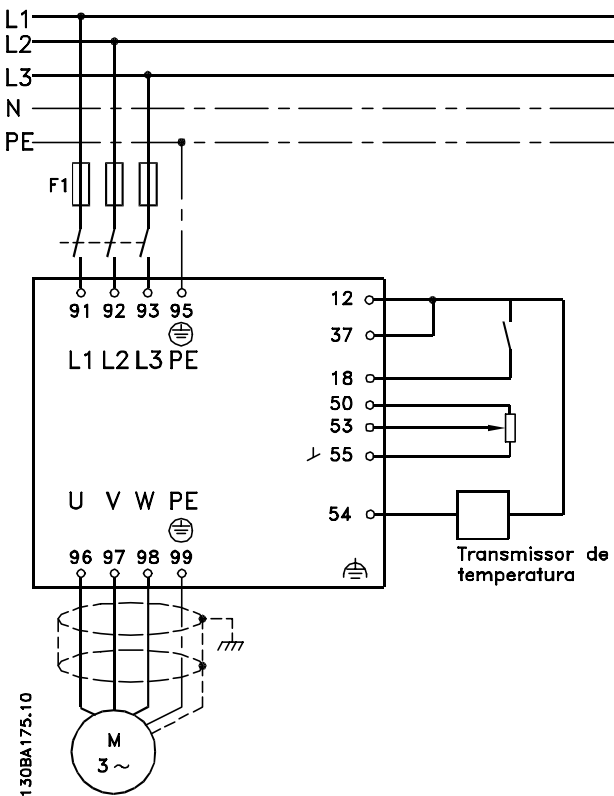 L1
L2
L3
N
PE
F1
91 92 93 95
L1 L2 L3 PE
12
37
18
50
53
55
54
U V W PE
96 97 98 99
Transmissor de
temperatura
M
3 ~
130BA175.10